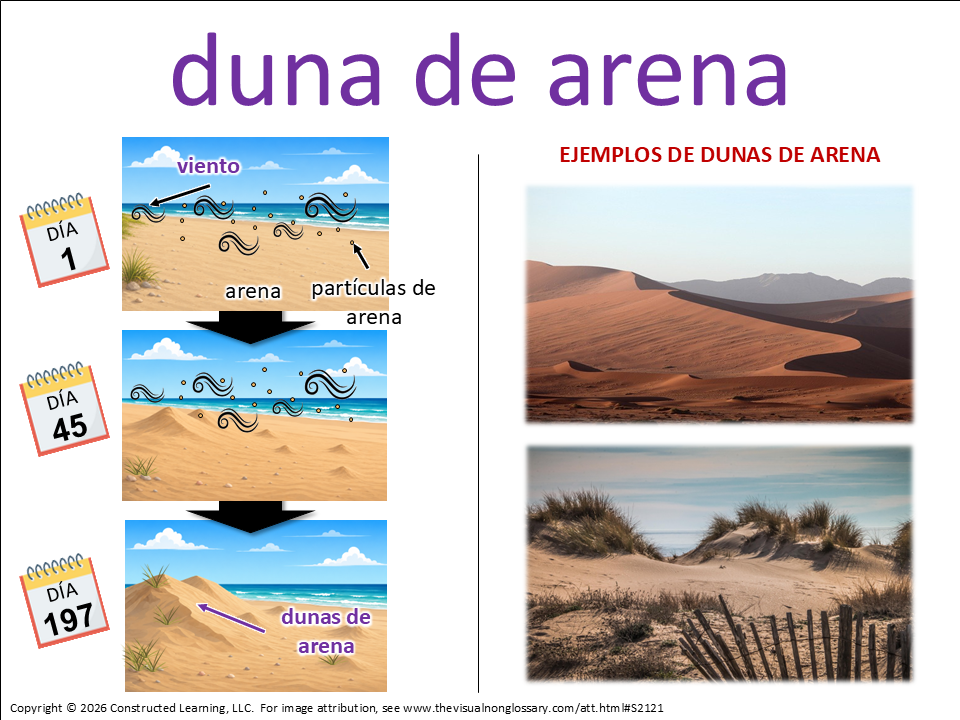 duna de arena
viento
DÍA
1
arena
partículas de
arena
DÍA
45
DÍA
197
dunas de
arena
EJEMPLOS DE DUNAS DE ARENA
Copyright © 2026 Constructed Learning, LLC.  For image attribution, see www.thevisualnonglossary.com/att.html#S2121